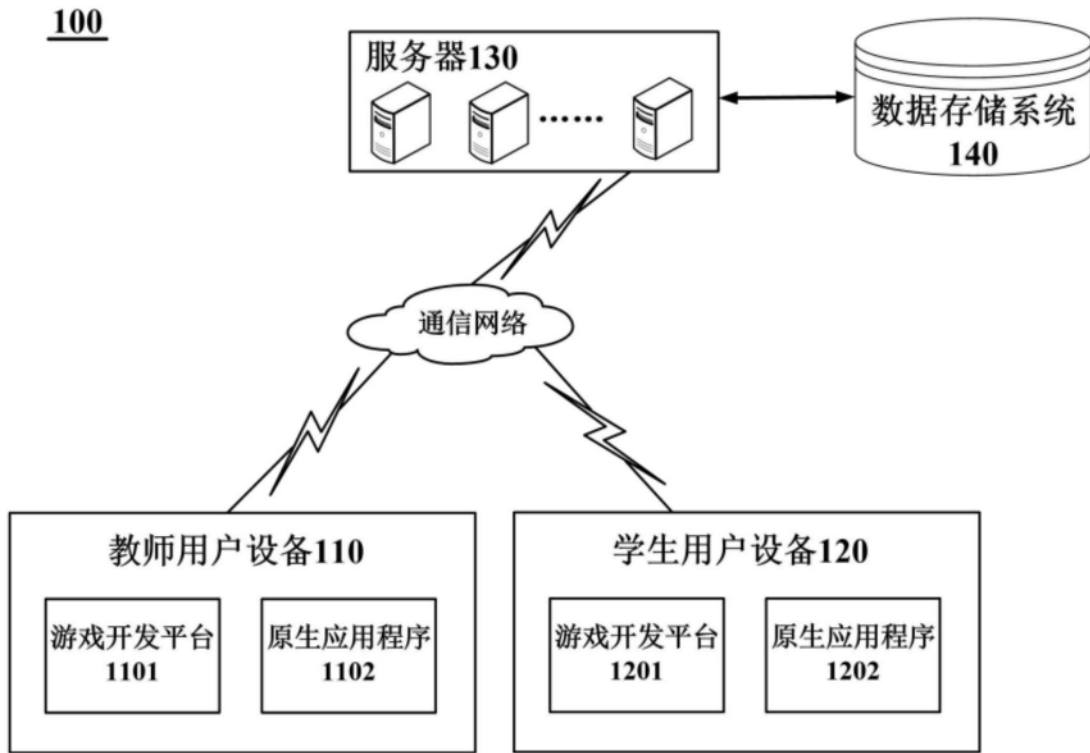 100
服务器130
数据存储系统
140
通信网络
教师用户设备110
游戏开发平台
1101
原生应用程序
1102
学生用户设备120
游戏开发平台
1201
原生应用程序
1202